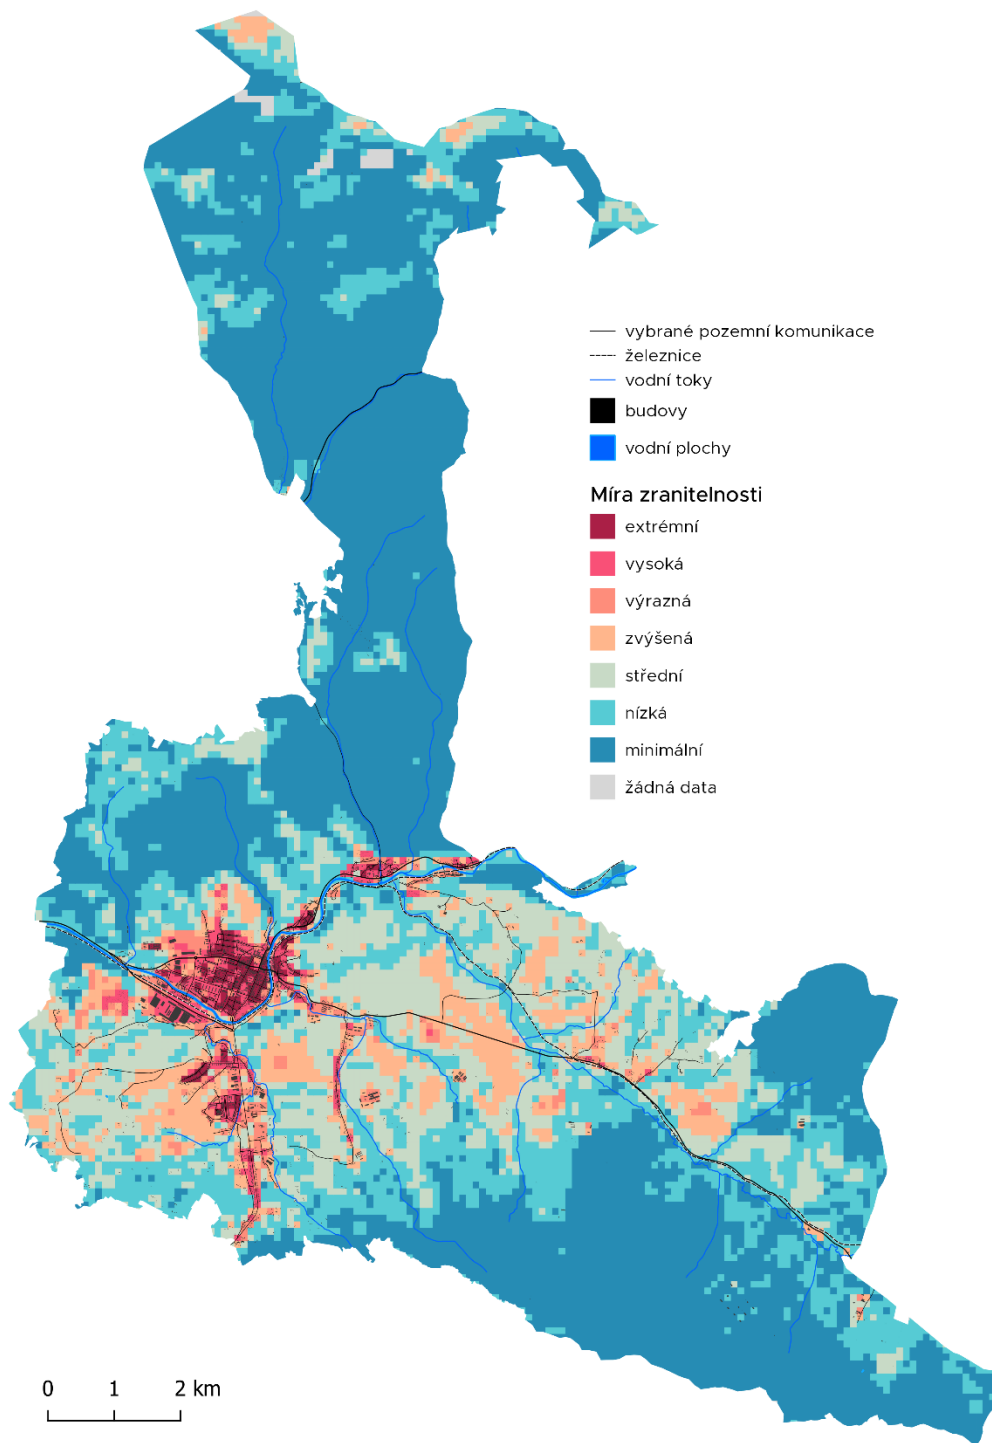 vybrané pozemní komunikace
železnice
vodní toky
budovy
vodní plochy
Míra zranitelnosti
extrémní
vysoká
výrazná
zvýšená
střední
nízká
minimální
žádná data
0 1 2 km